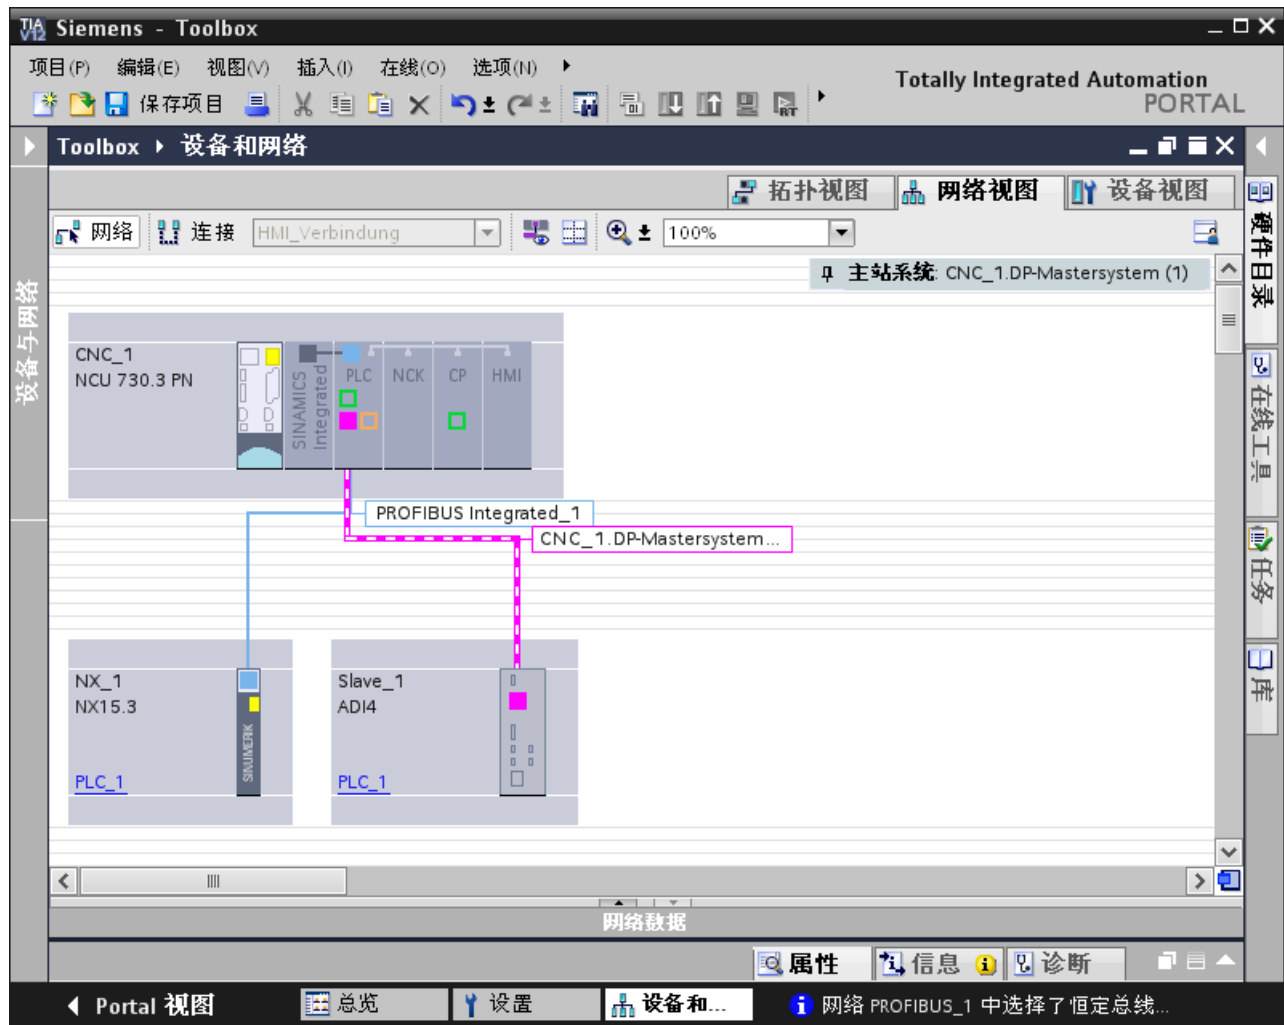 TIA V12 Siemens - Toolbox
项目(P) 编辑(E) 视图(V) 插入(I) 在线(O) 选项(N)
Totally Integrated Automation
PORTAL
保存项目
Toolbox 设备和网络
拓扑视图 网络视图 设备视图
网络 连接 HMI_Verbindung 100%
主站系统: CNC_1.DP-Mastersystem (1)
设备与网络
CNC_1
NCU 730.3 PN
SINAMICS
Integrated
PLC NCK CP HMI
PROFIBUS Integrated_1
CNC_1.DP-Mastersystem...
NX_1
NX15.3
SINUMERIK
PLC_1
Slave_1
ADI4
PLC_1
硬件目录
在线工具
任务
库
网络数据
属性 信息 诊断
Portal 视图 总览 设置 设备和... 网络 PROFIBUS_1 中选择了恒定总线...